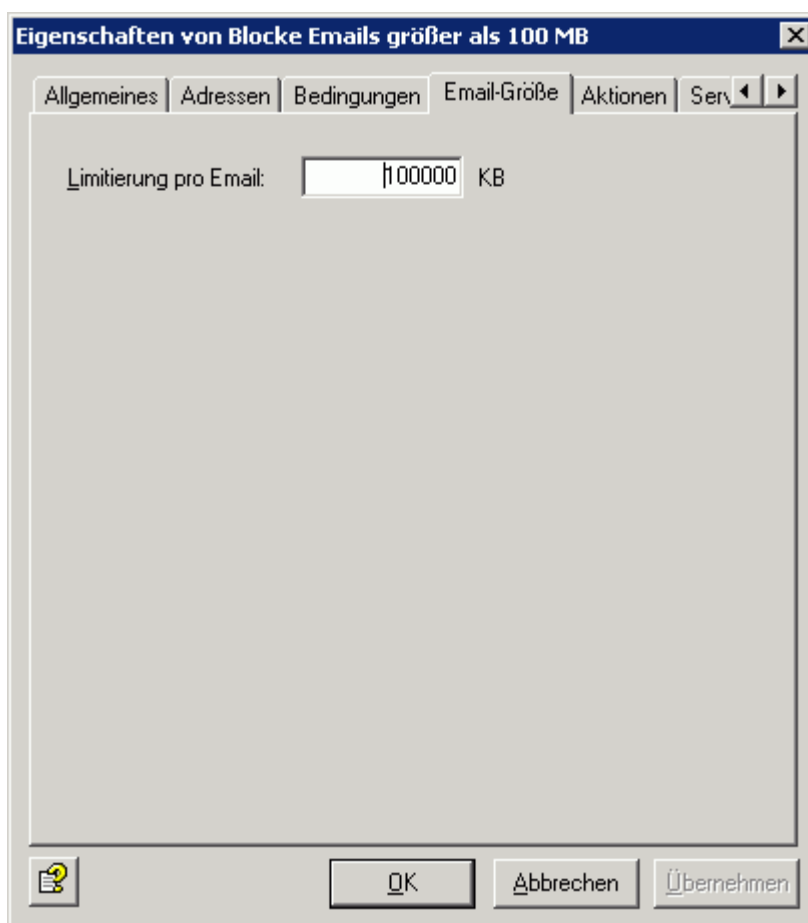 Eigenschaften von Blocke Emails größer als 100 MB
Allgemeines Adressen Bedingungen Email-Größe Aktionen
Limitierung pro Email: 100000 KB
OK Abbrechen Übernehmen